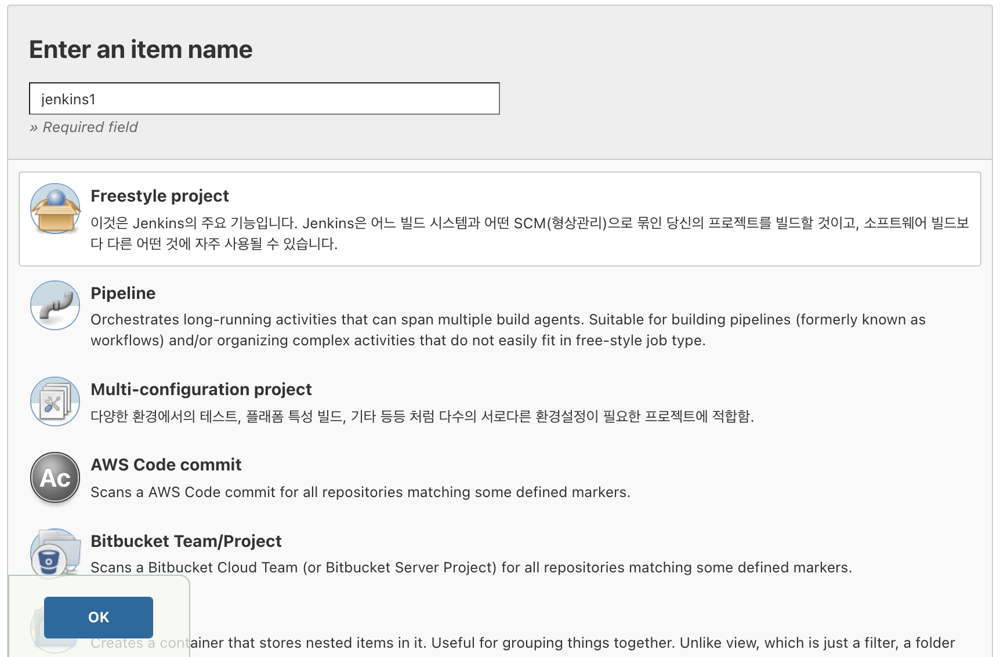 Enter an item name
jenkins1
» Required field
Freestyle project
이것은 Jenkins의 주요 기능입니다. Jenkins은 어느 빌드 시스템과 어떤 SCM(형상관리)으로 묶인 당신의 프로젝트를 빌드할 것이고, 소프트웨어 빌드보
다 다른 어떤 것에 자주 사용될 수 있습니다.
Pipeline
Orchestrates long-running activities that can span multiple build agents. Suitable for building pipelines (formerly known as
workflows) and/or organizing complex activities that do not easily fit in free-style job type.
Multi-configuration project
다양한 환경에서의 테스트, 플래폼 특성 빌드, 기타 등등 처럼 다수의 서로다른 환경설정이 필요한 프로젝트에 적합함.
Ac
AWS Code commit
Scans a AWS Code commit for all repositories matching some defined markers.
Bitbucket Team/Project
Scans a Bitbucket Cloud Team (or Bitbucket Server Project) for all repositories matching some defined markers.
OK
Creates a container that stores nested items in it. Useful for grouping things together. Unlike view, which is just a filter, a folder